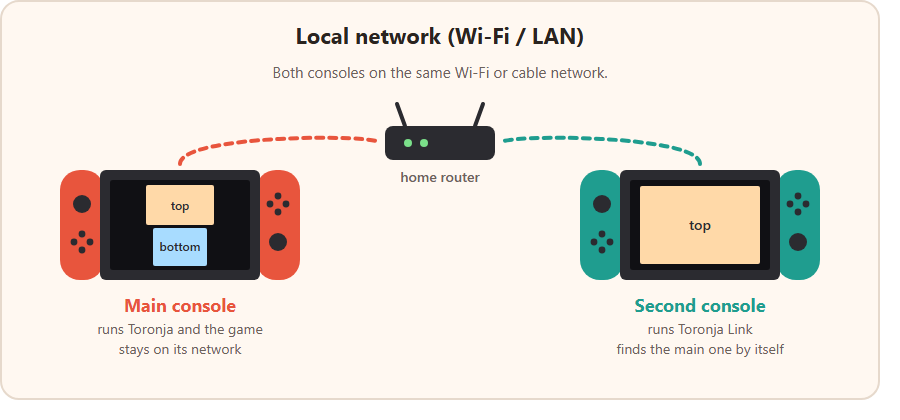 Local network (Wi-Fi / LAN)
Both consoles on the same Wi-Fi or cable network.
home router
top
bottom
top
Main console
runs Toronja and the game
stays on its network
Second console
runs Toronja Link
finds the main one by itself